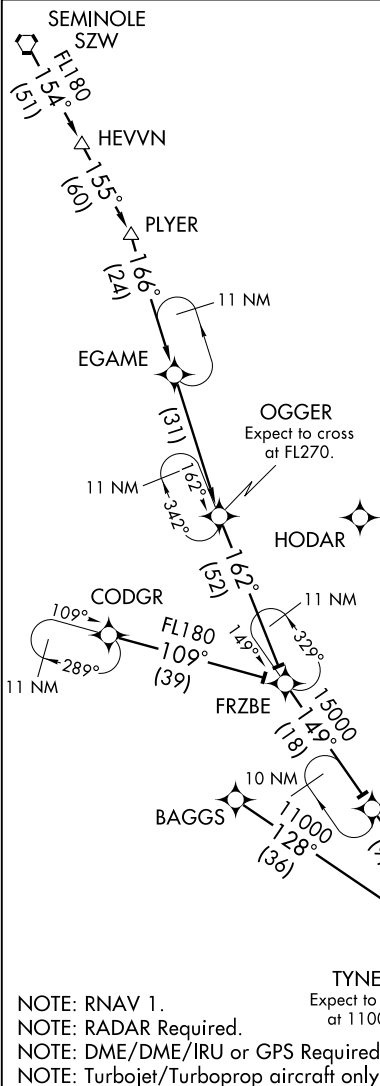 SEMINOLE
SZW
FL180
154°
(51)
HEVVN
155°
(60)
PLYER
166°
(24)
11 NM
EGAME
(31)
OGGER
Expect to cross
at FL270.
11 NM
162°
342°
HODAR
162°
(52)
CODGR
109°
289°
11 NM
FL180
109°
(39)
11 NM
149°
329°
FRZBE
15000
149°
(18)
10 NM
BAGGS
11000
128°
(36)
TYNE
Expect to
at 1100
NOTE: RNAV 1.
NOTE: RADAR Required.
NOTE: DME/DME/IRU or GPS Required
NOTE: Turbojet/Turboprop aircraft only